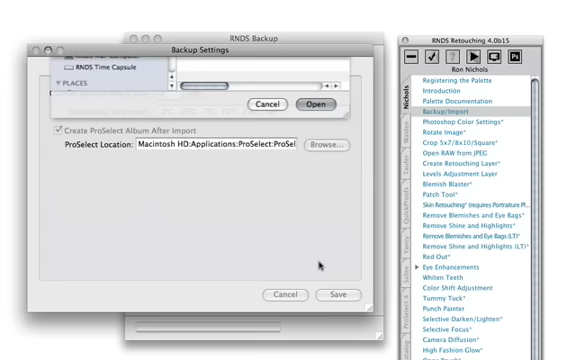 RNDS Backup
Backup Settings
RNDS Time Capsule
PLACES
Cancel
Open
Create ProSelect Album After Import
ProSelect Location:
Macintosh HD:Applications:ProSelect:ProSel
Browse...
Cancel
Save
RNDS Retouching 4.0b15
Ron Nichols
Nichols
Registering the Palette
Introduction
Palette Documentation
Backup/Import
Photoshop Color Settings*
Rotate Image*
Crop 5x7/8x10/Square*
Open RAW from JPEG
Create Retouching Layer*
Levels Adjustment Layer
Blemish Blaster*
Patch Tool*
Skin Retouching* (requires Portraiture Pl...
Remove Blemishes and Eye Bags*
Remove Shine and Highlights*
Remove Blemishes and Eye Bags (LT)*
Remove Shine and Highlights (LT)*
Red Out*
Eye Enhancements
Whiten Teeth
Color Shift Adjustment
Tummy Tuck*
Punch Painter
Selective Darken/Lighten*
Selective Focus*
Camera Diffusion*
High Fashion Glow*
QuickProofs
ProSelect 4